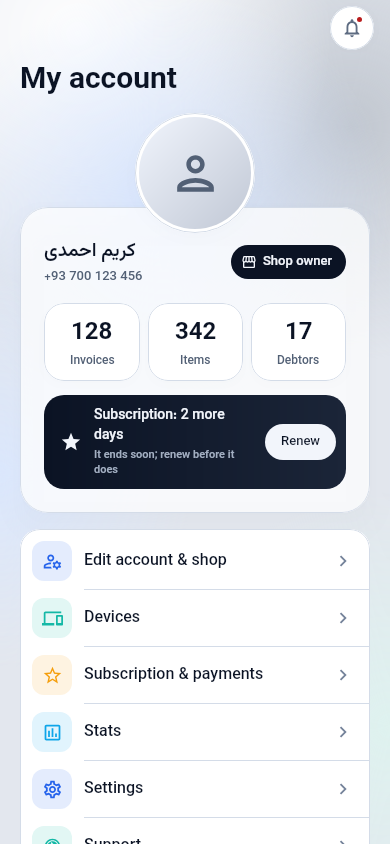 My account
کریم احمدی
+93 700 123 456
Shop owner
128
Invoices
342
Items
17
Debtors
Subscription: 2 more
days
It ends soon; renew before it
does
Renew
Edit account & shop
Devices
Subscription & payments
Stats
Settings
Support